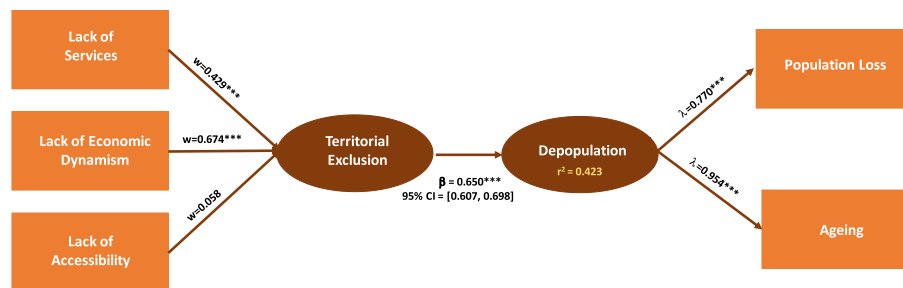 Lack of
Services
w=0.429***
Lack of Economic
Dynamism
w=0.674***
Lack of
Accessibility
w=0.058
Territorial
Exclusion
β = 0.650***
95% CI = [0.607, 0.698]
Depopulation
r² = 0.423
λ=0.770***
Population Loss
λ=0.954***
Ageing